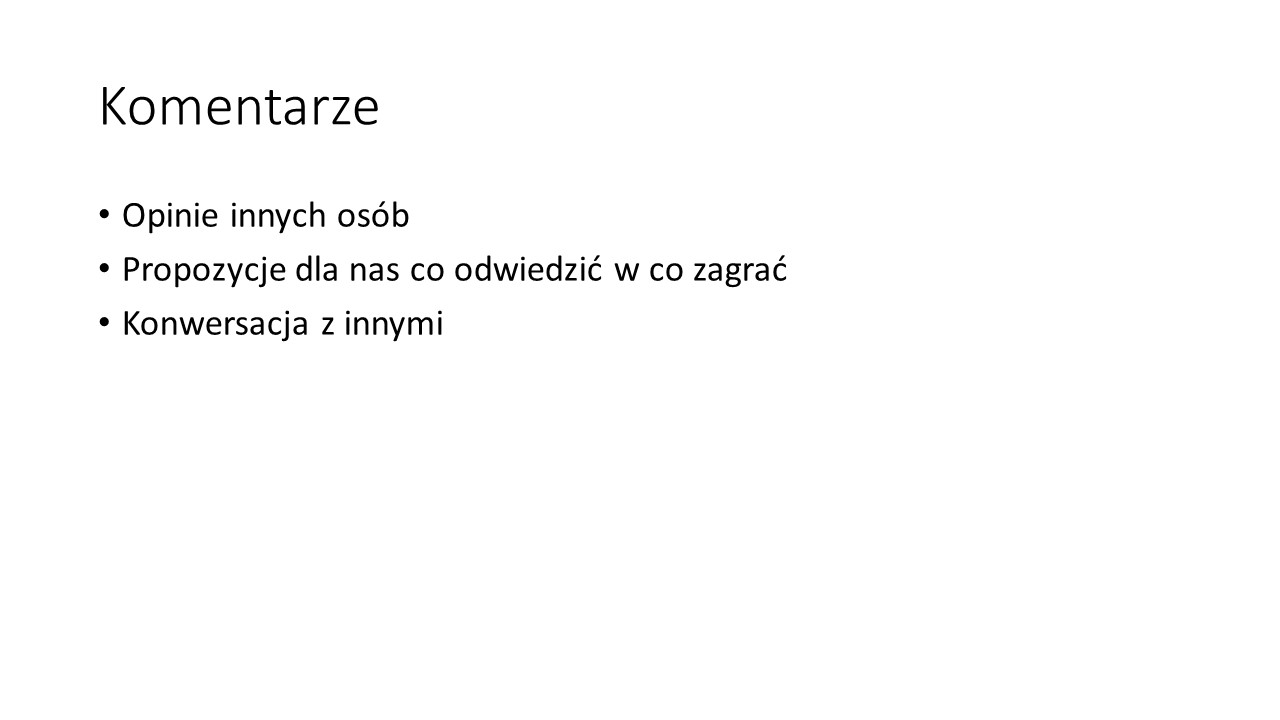 Komentarze
• Opinie innych osób
• Propozycje dla nas co odwiedzić w co zagrać
• Konwersacja z innymi